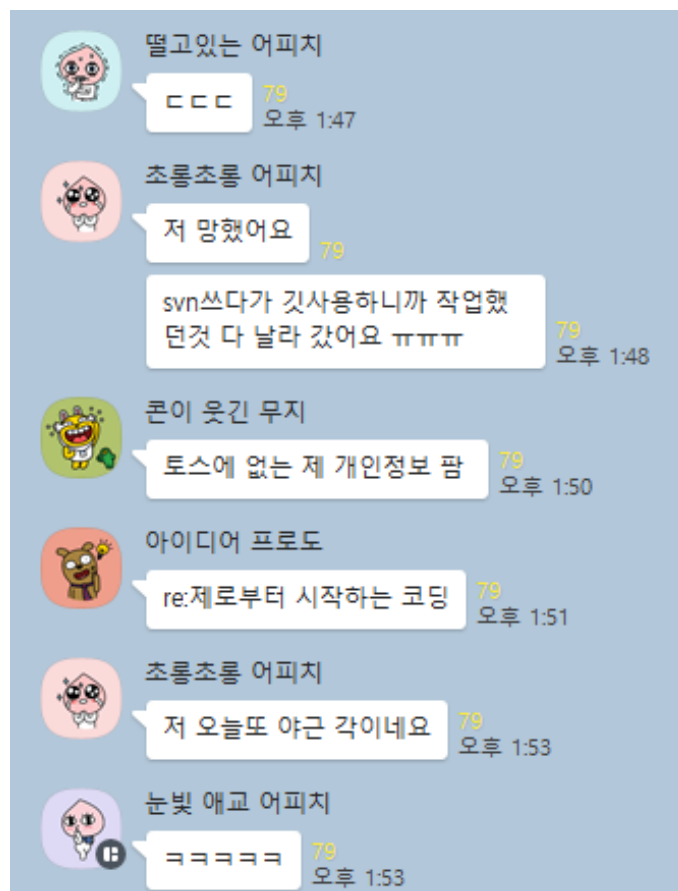 떨고있는 어피치
ㄷㄷㄷ
79
오후 1:47
초롱초롱 어피치
저 망했어요
79
svn쓰다가 깃사용하니까 작업했
던것 다 날라 갔어요 ㅠㅠㅠ
79
오후 1:48
콘이 웃긴 무지
토스에 없는 제 개인정보 팜
79
오후 1:50
아이디어 프로도
re:제로부터 시작하는 코딩
79
오후 1:51
초롱초롱 어피치
저 오늘또 야근 각이네요
79
오후 1:53
눈빛 애교 어피치
ㅋㅋㅋㅋㅋ
79
오후 1:53